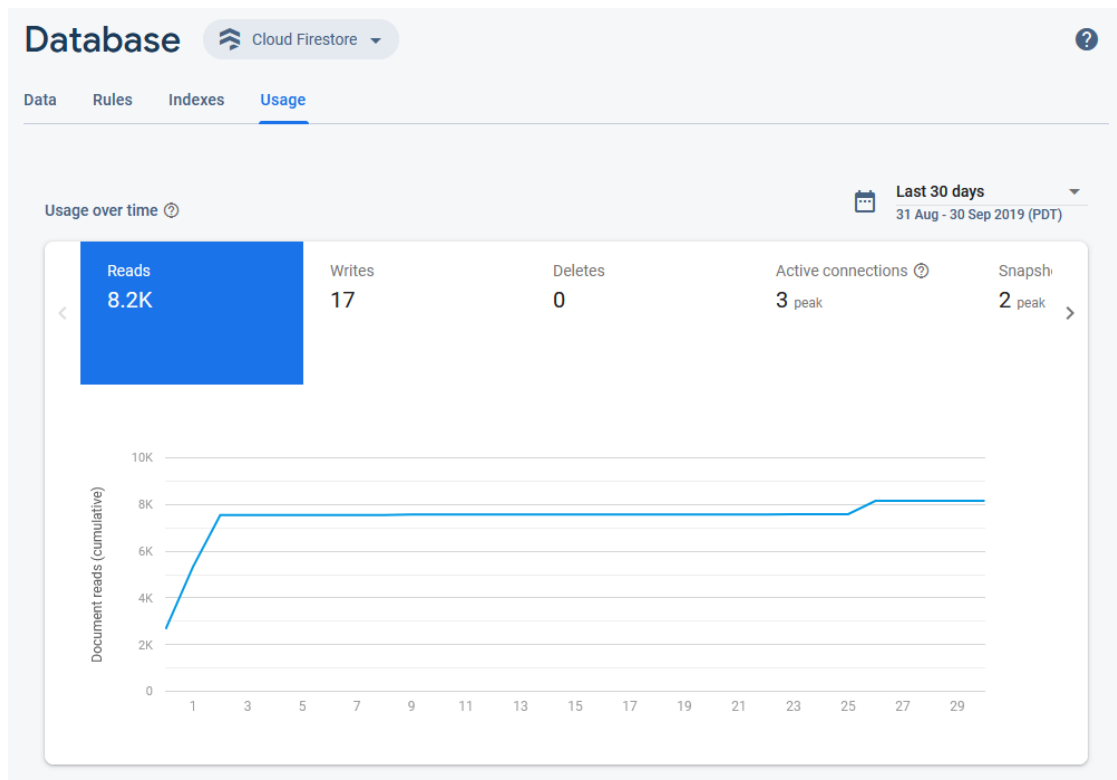 Database
Cloud Firestore
Data Rules Indexes Usage
Usage over time
Last 30 days
31 Aug - 30 Sep 2019 (PDT)
Reads Writes Deletes Active connections Snapsh
8.2K 17 0 3 peak 2 peak
Document reads (cumulative)
10K
8K
6K
4K
2K
0
1 3 5 7 9 11 13 15 17 19 21 23 25 27 29